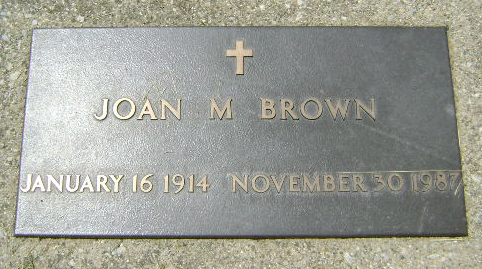 JOAN M BROWN
JANUARY 16 1914 NOVEMBER 30 1987